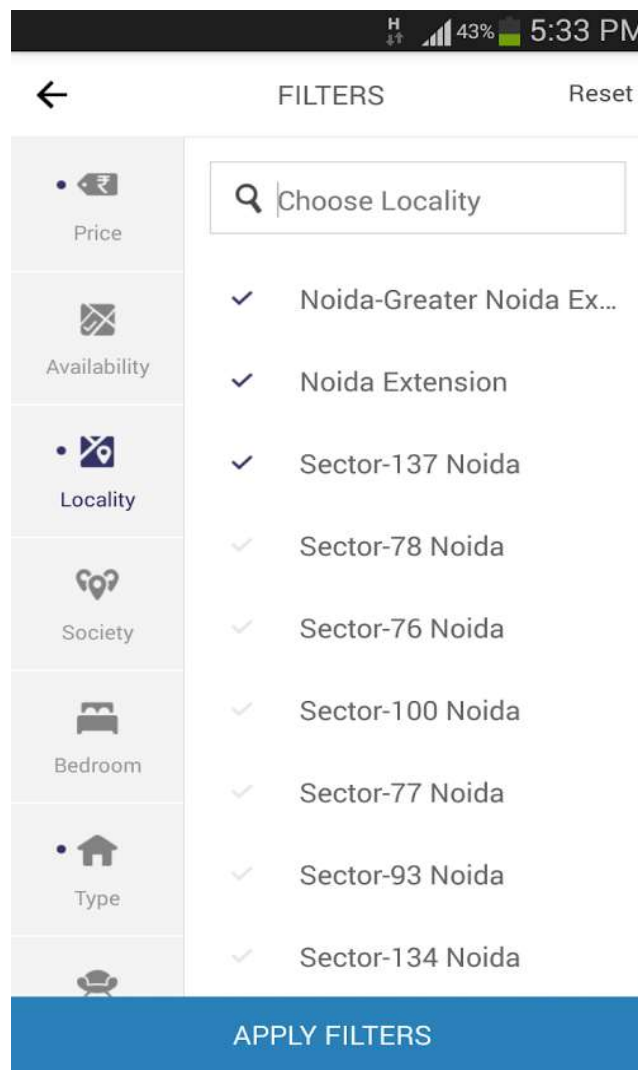 H 43% 5:33 PM
FILTERS Reset
Price
Availability
Locality
Society
Bedroom
Type
Choose Locality
Noida-Greater Noida Ex...
Noida Extension
Sector-137 Noida
Sector-78 Noida
Sector-76 Noida
Sector-100 Noida
Sector-77 Noida
Sector-93 Noida
Sector-134 Noida
APPLY FILTERS